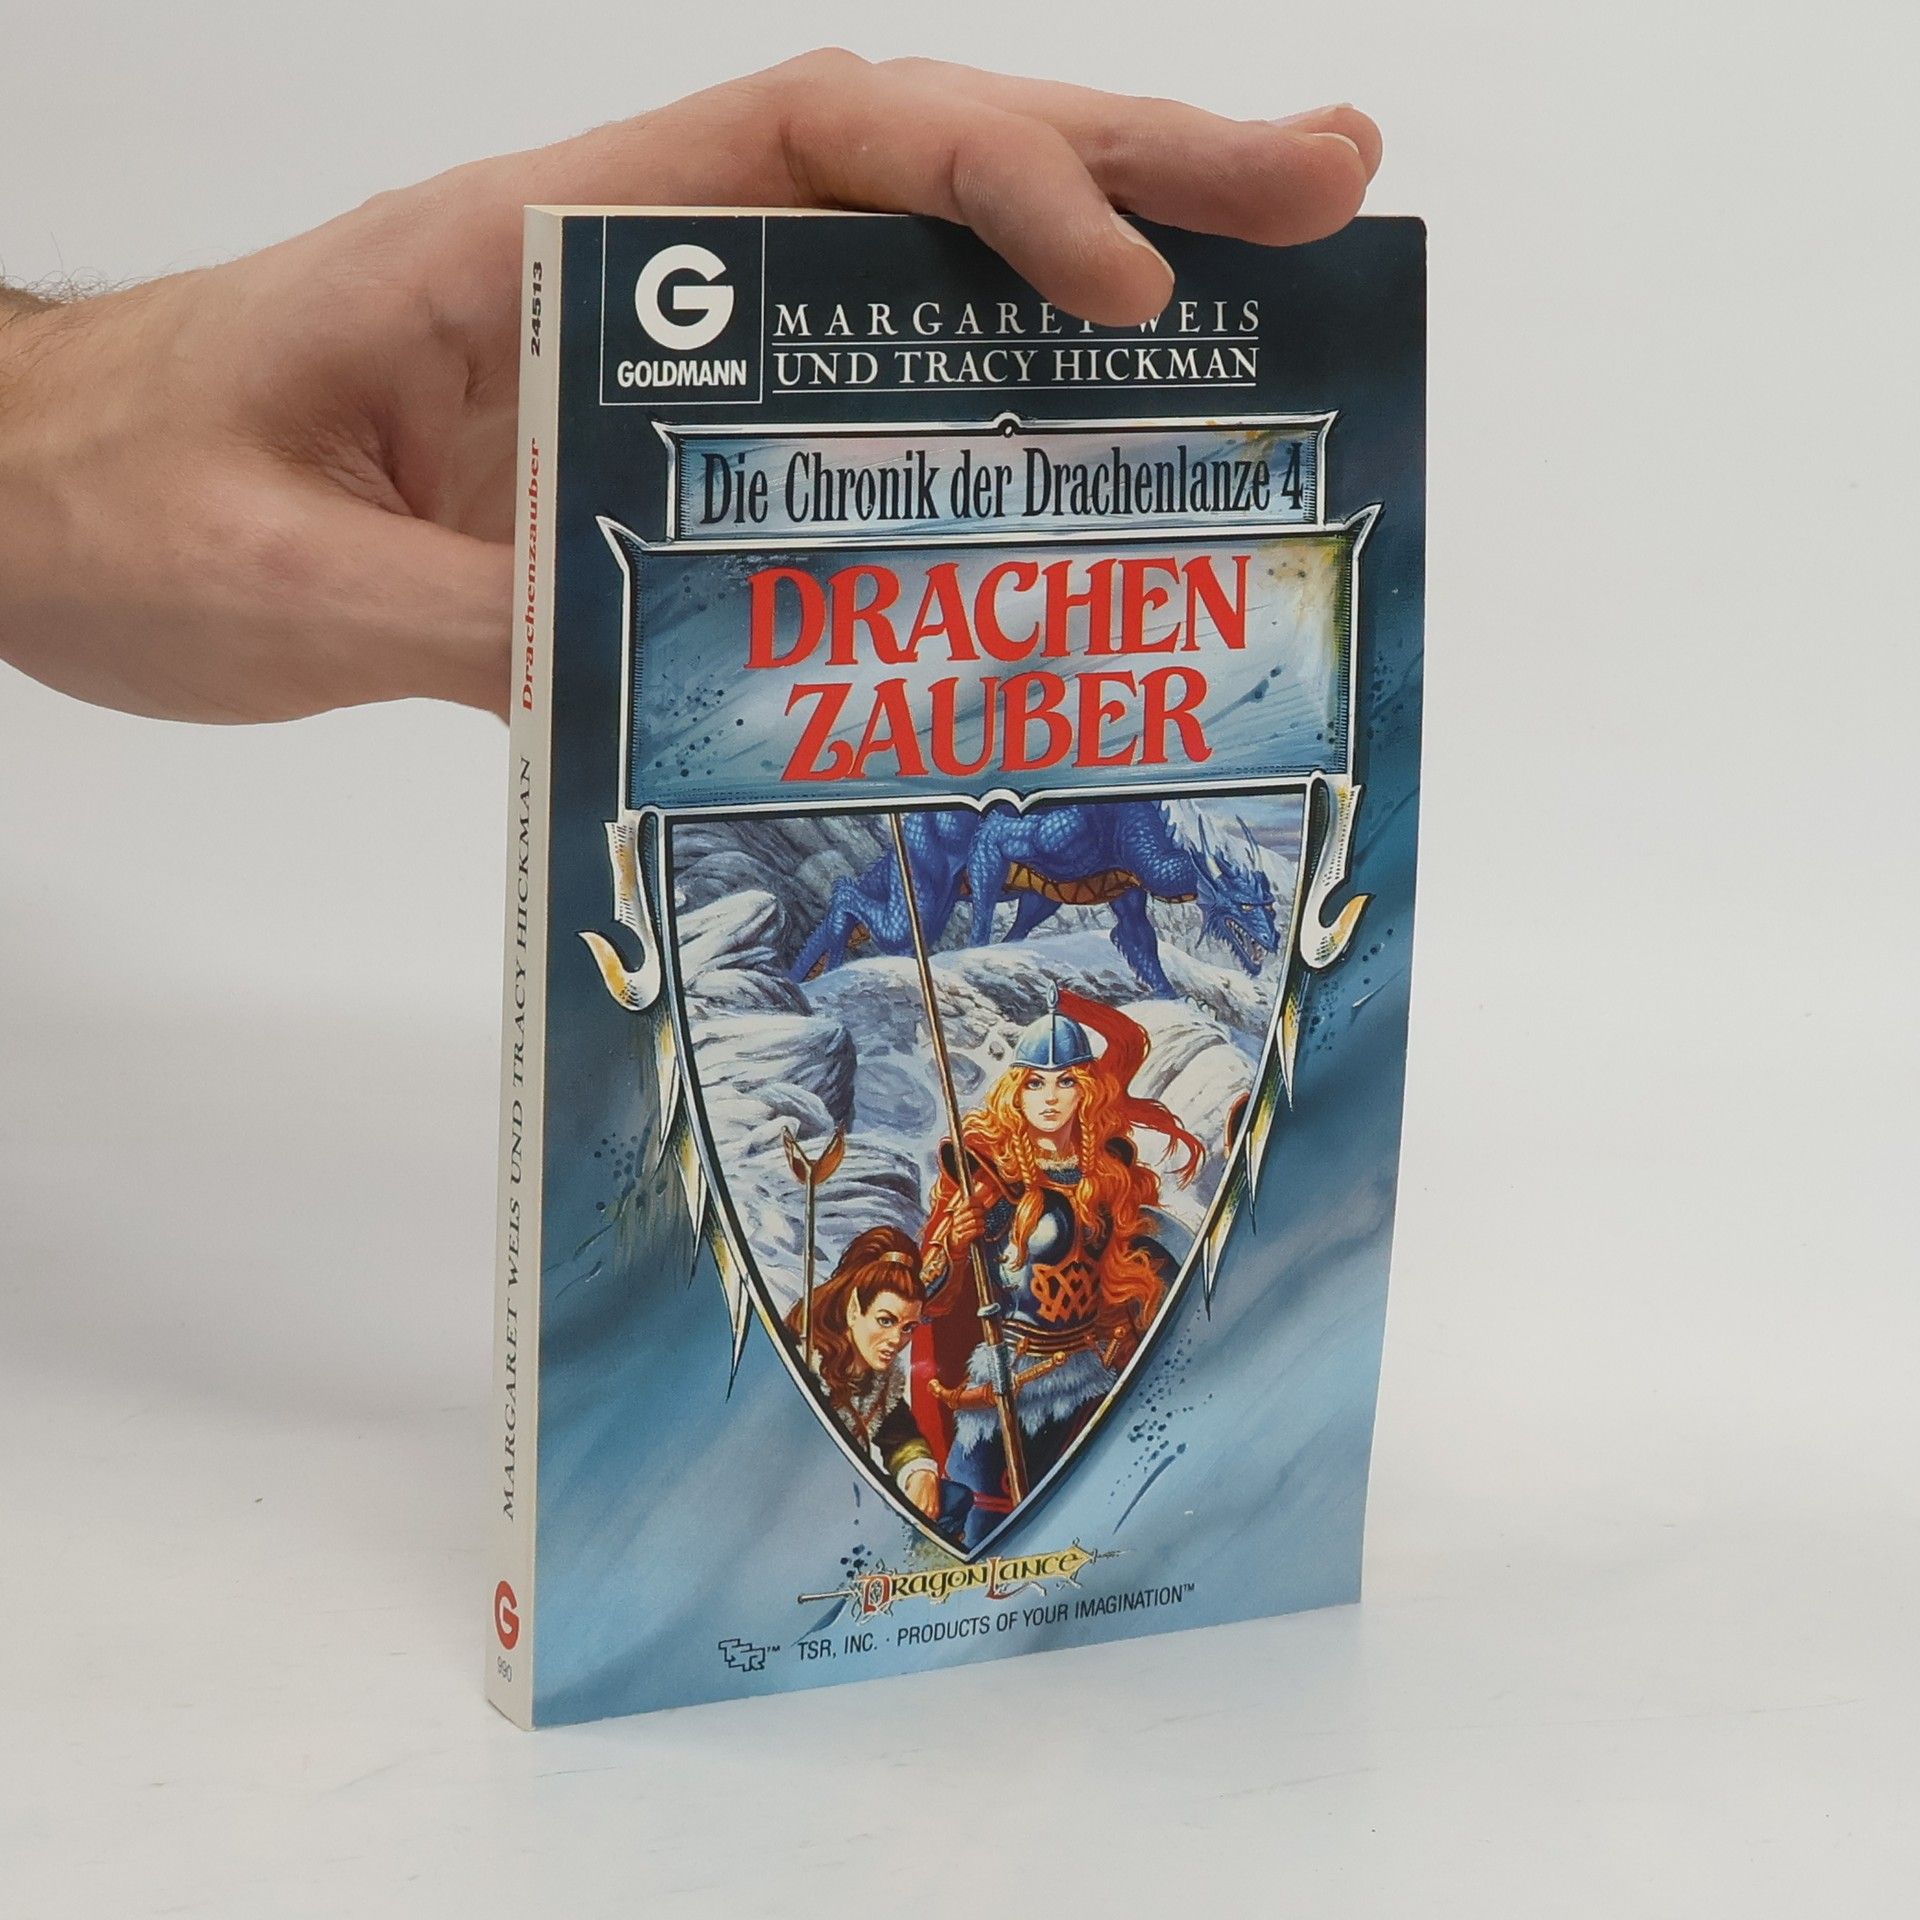 G
GOLDMANN
MARGARET WEIS
UND TRACY HICKMAN
Die Chronik der Drachenlanze 4
DRACHEN
ZAUBER
DRAGONLANCE
TSR™ TSR, INC. · PRODUCTS OF YOUR IMAGINATION™
MARGARET WEIS UND TRACY HICKMAN Drachenzauber 24513
G
990